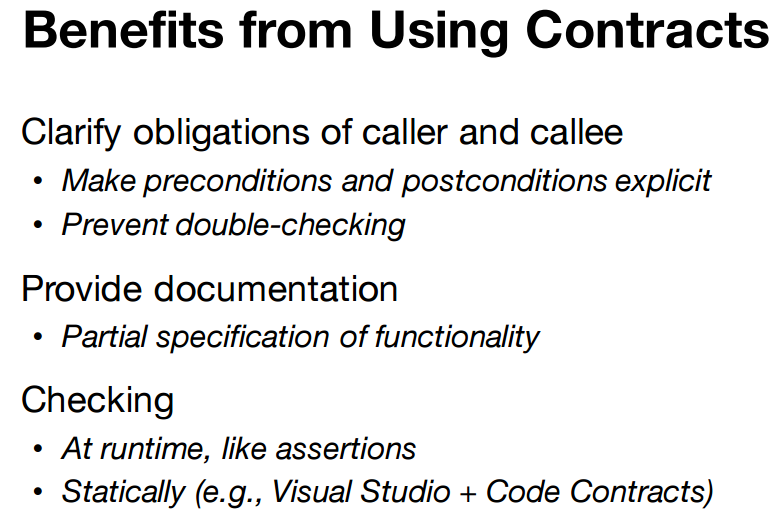 Benefits from Using Contracts
Clarify obligations of caller and callee
• Make preconditions and postconditions explicit
• Prevent double-checking
Provide documentation
• Partial specification of functionality
Checking
• At runtime, like assertions
• Statically (e.g., Visual Studio + Code Contracts)